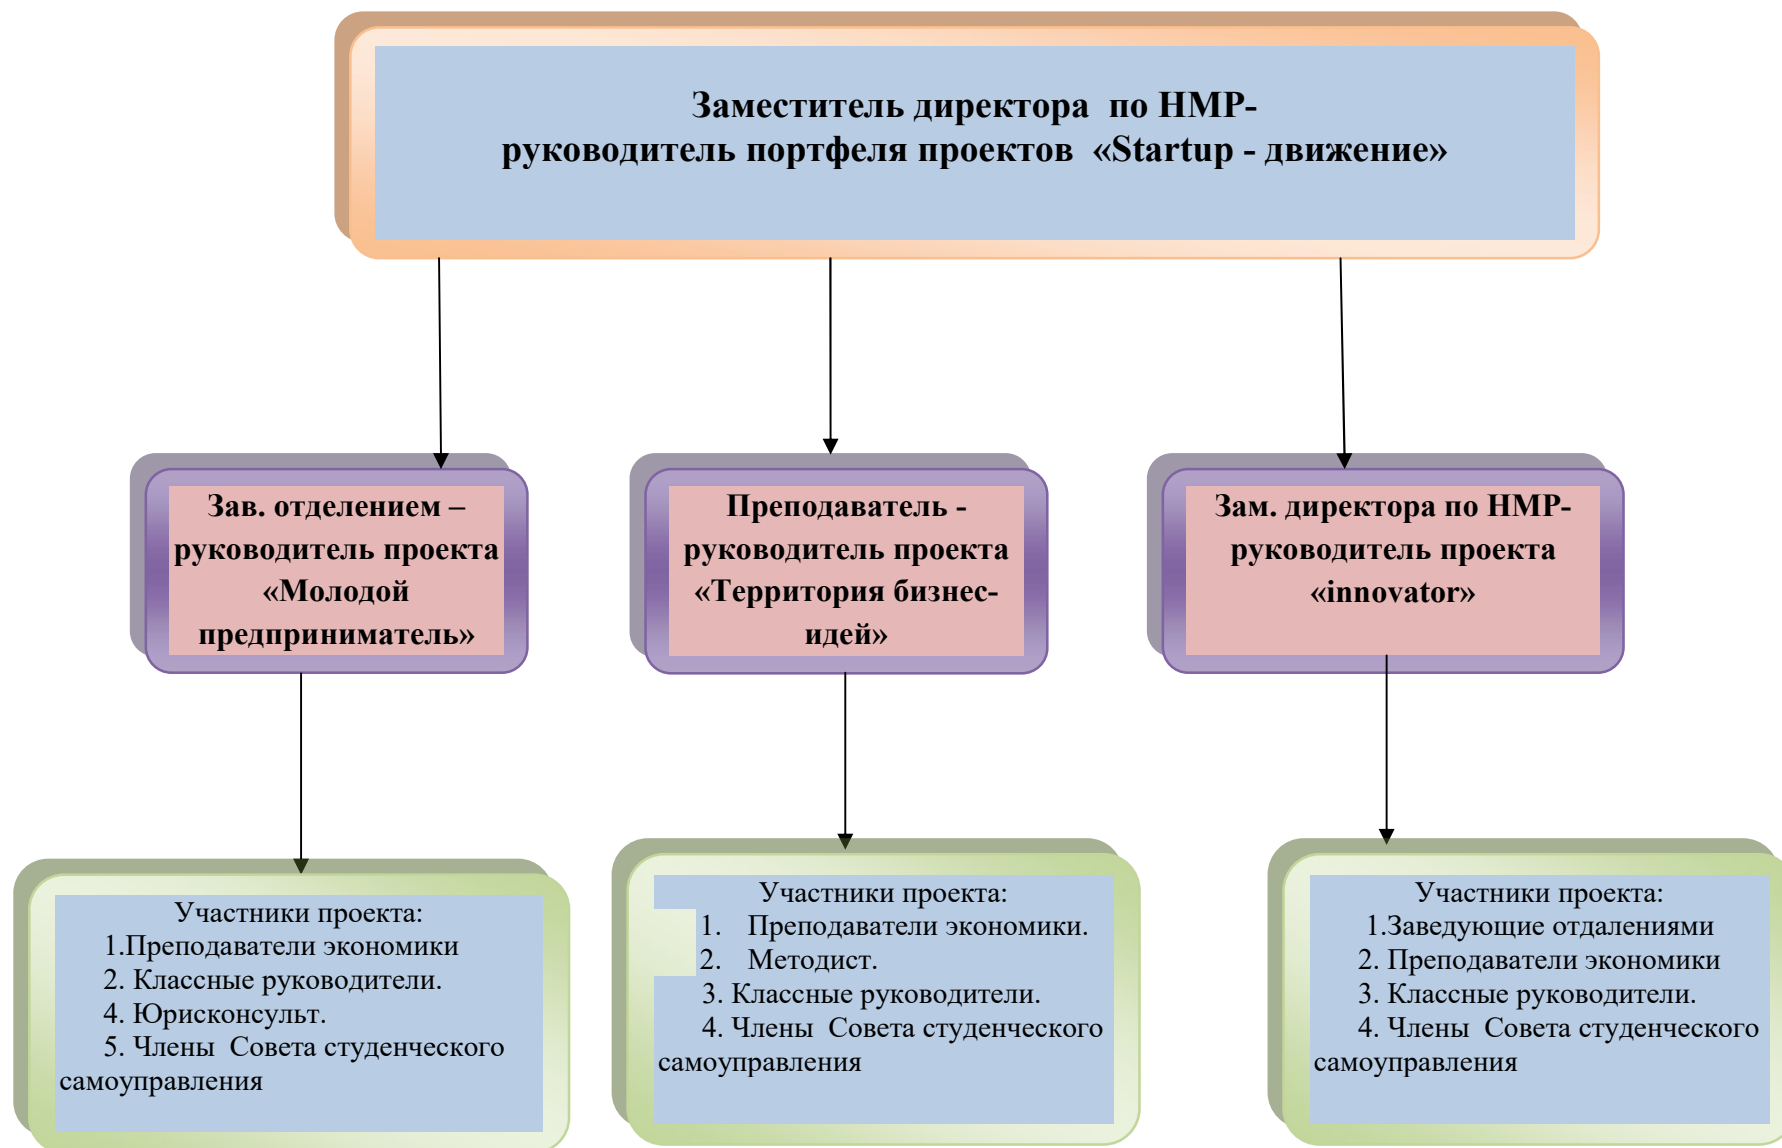 Заместитель директора  по НМР-
руководитель портфеля проектов  «Startup - движение»
Зав. отделением –
руководитель проекта
«Молодой
предприниматель»
Преподаватель -
руководитель проекта
«Территория бизнес-
идей»
Зам. директора по НМР-
руководитель проекта
«innovator»
Участники проекта:
1.Преподаватели экономики
2. Классные руководители.
4. Юрисконсульт.
5. Члены  Совета студенческого
самоуправления
Участники проекта:
1. Преподаватели экономики.
2. Методист.
3. Классные руководители.
4. Члены  Совета студенческого
самоуправления
Участники проекта:
1.Заведующие отдалениями
2. Преподаватели экономики
3. Классные руководители.
4. Члены  Совета студенческого
самоуправления